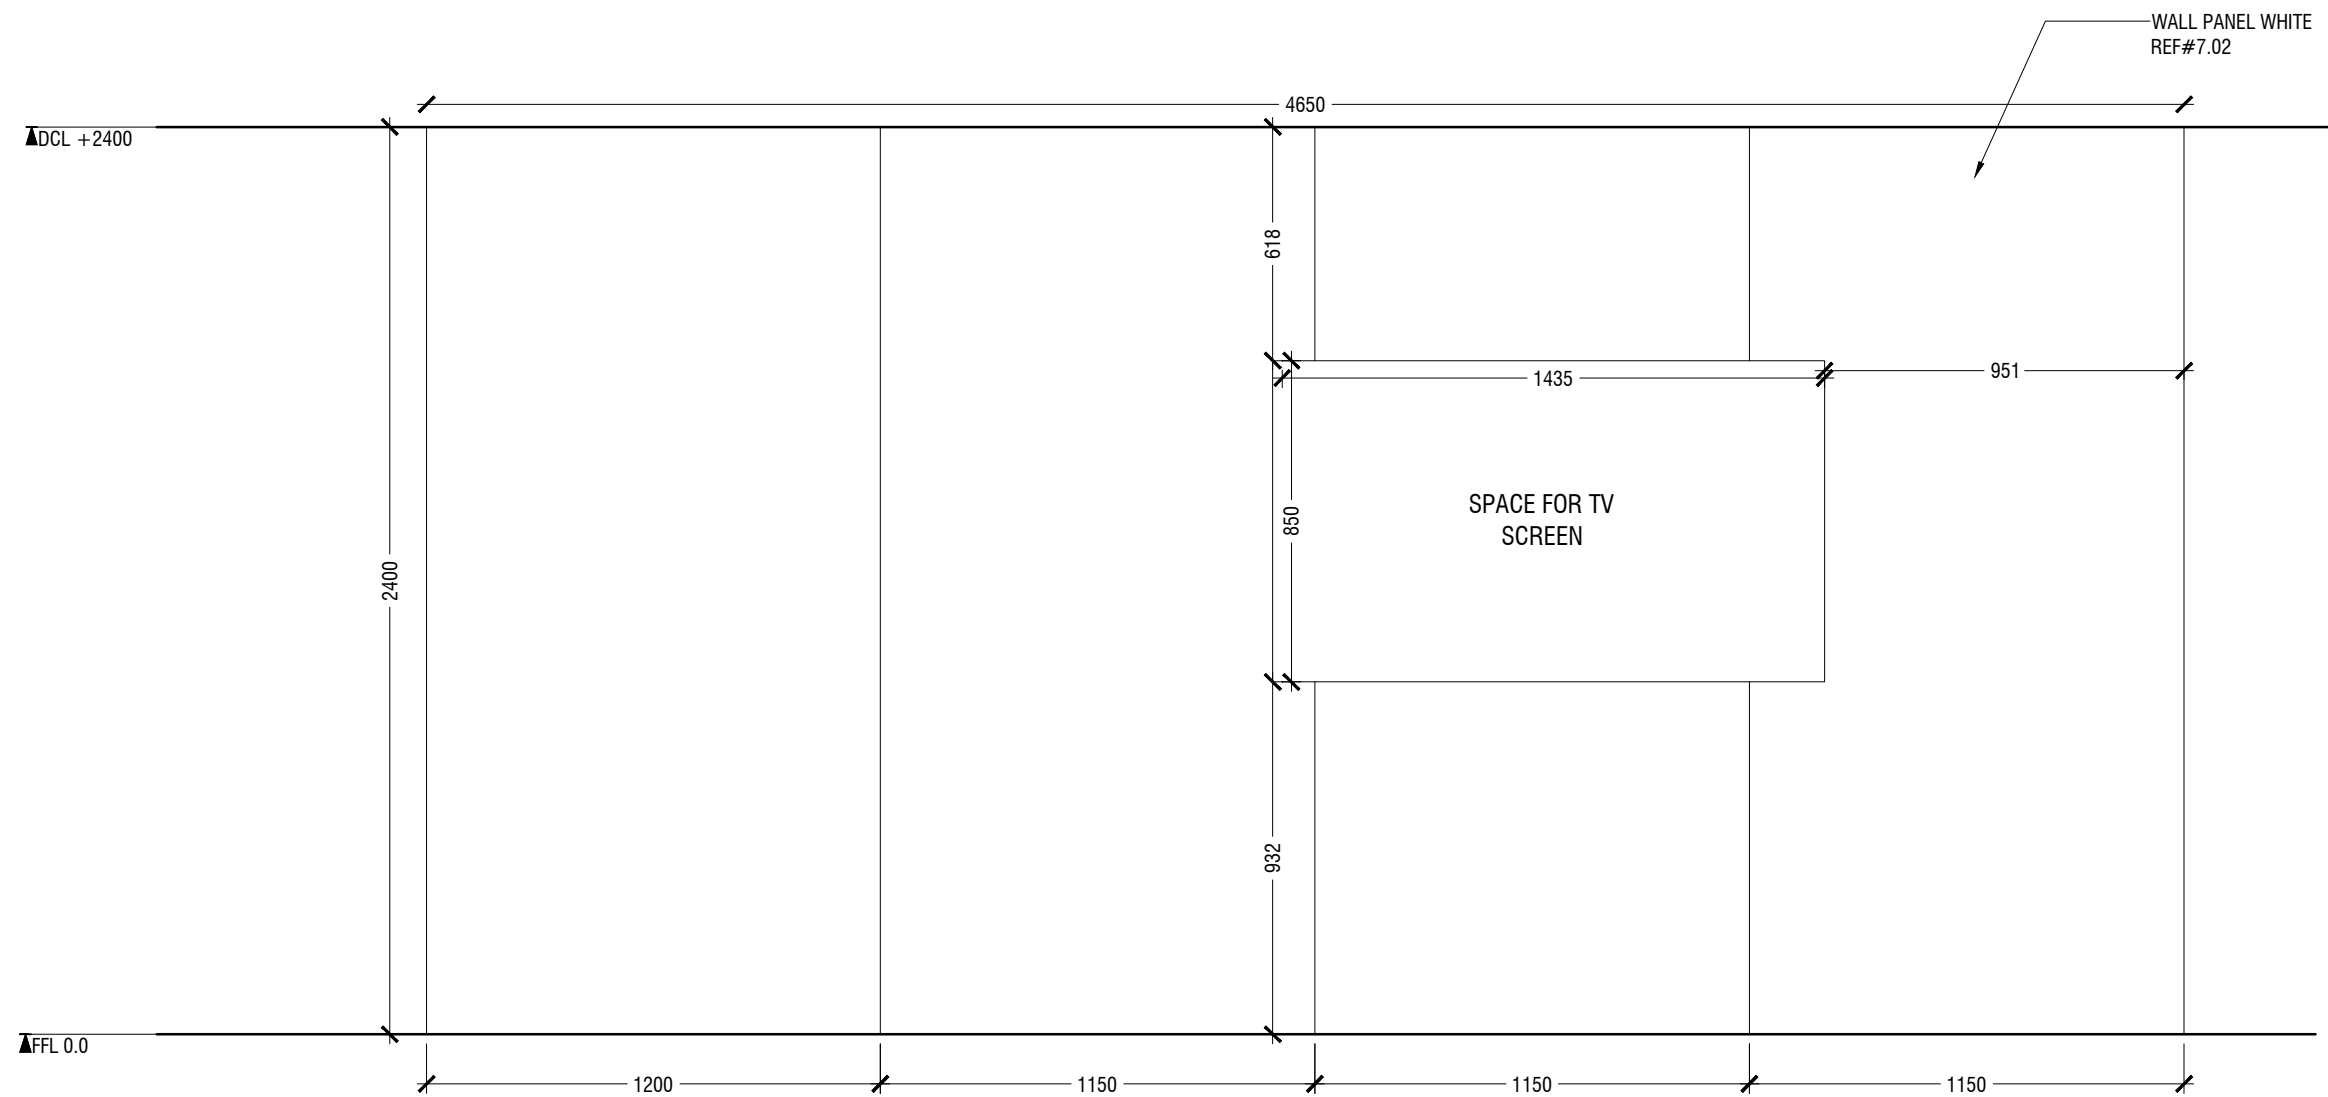 WALL PANEL WHITE
REF#7.02
4650
DCL +2400
618
951
1435
SPACE FOR TV
SCREEN
850
2400
932
FFL 0.0
1200
1150
1150
1150